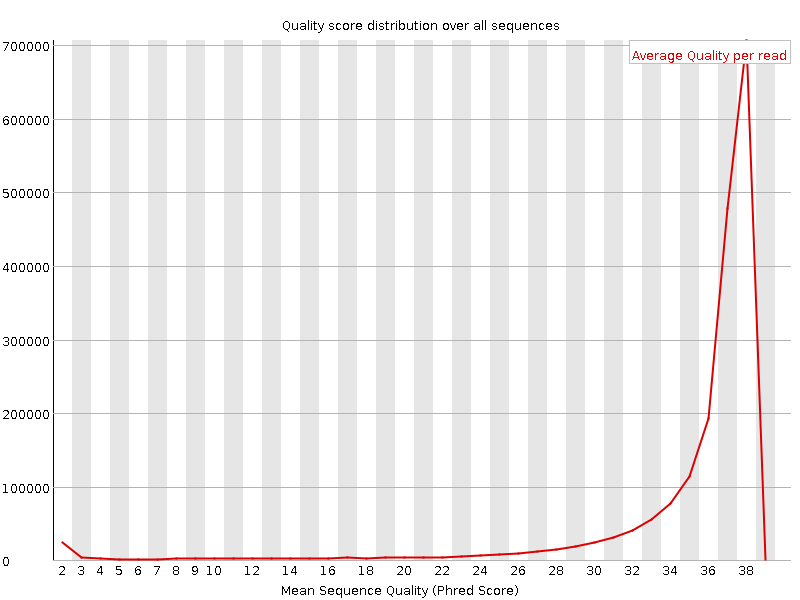 Quality score distribution over all sequences
Average Quality per read
700000
600000
500000
400000
300000
200000
100000
0
2 3 4 5 6 7 8 9 10 12 14 16 18 20 22 24 26 28 30 32 34 36 38
Mean Sequence Quality (Phred Score)